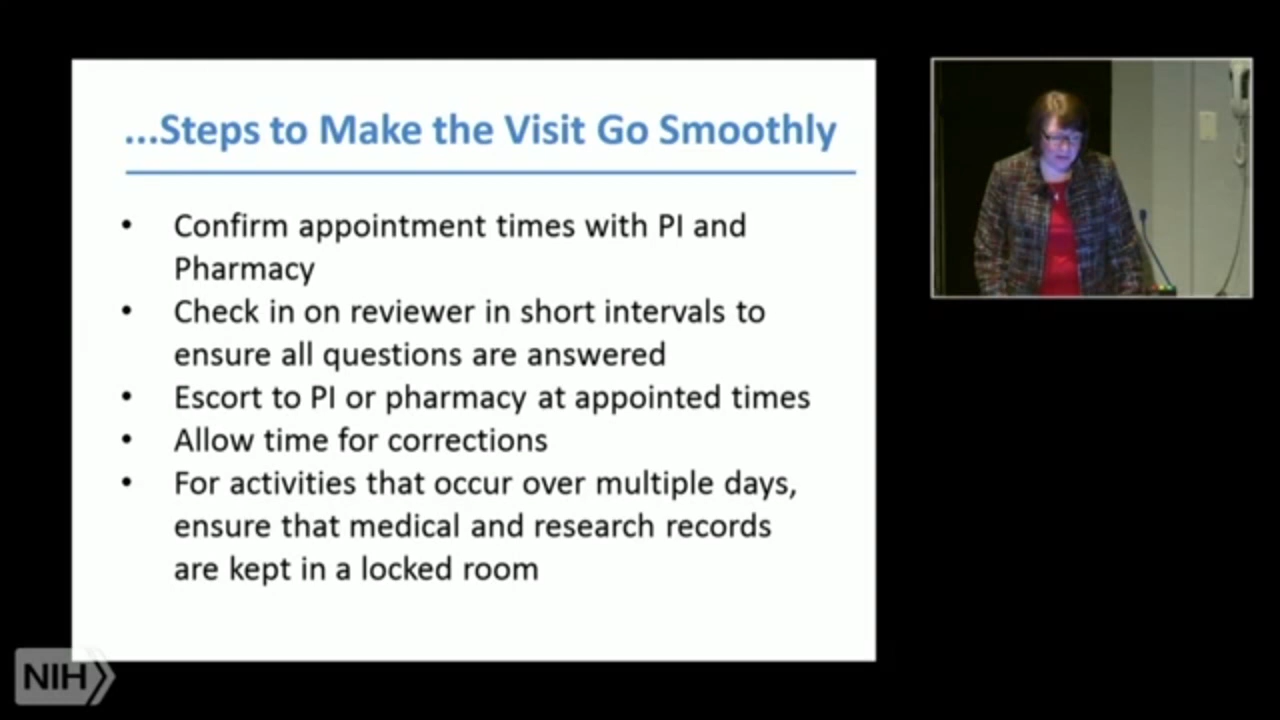 ...Steps to Make the Visit Go Smoothly
• Confirm appointment times with PI and
Pharmacy
• Check in on reviewer in short intervals to
ensure all questions are answered
• Escort to PI or pharmacy at appointed times
• Allow time for corrections
• For activities that occur over multiple days,
ensure that medical and research records
are kept in a locked room
NIH